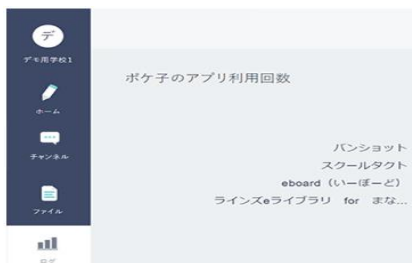 デ
デモ用学校1
ホーム
チャンネル
ファイル
ログ
ポケ子のアプリ利用回数
バンショット
スクールタクト
eboard（いーぼーど）
ラインズeライブラリ for まな...